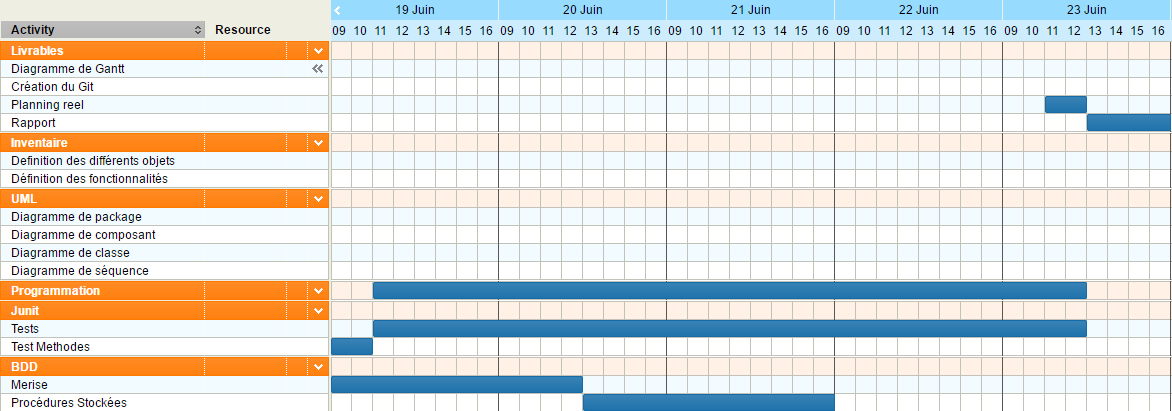 19 Juin 20 Juin 21 Juin 22 Juin 23 Juin
Activity Resource 09 10 11 12 13 14 15 16 09 10 11 12 13 14 15 16 09 10 11 12 13 14 15 16 09 10 11 12 13 14 15 16 09 10 11 12 13 14 15 16
Livrables
Diagramme de Gantt
Création du Git
Planning reel
Rapport
Inventaire
Definition des différents objets
Définition des fonctionnalités
UML
Diagramme de package
Diagramme de composant
Diagramme de classe
Diagramme de séquence
Programmation
Junit
Tests
Test Methodes
BDD
Merise
Procédures Stockées